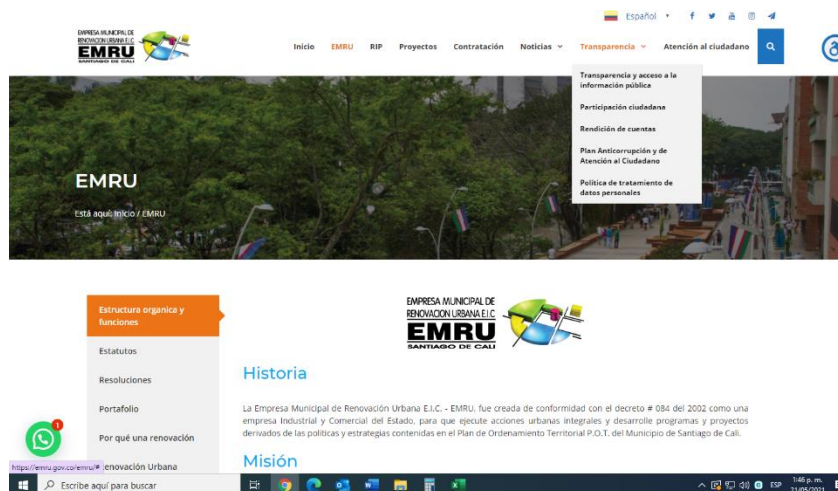 Español
EMPRESA MUNICIPAL DE
RENOVACION URBANA E.I.C
EMRU
SANTIAGO DE CALI
Inicio EMRU RIP Proyectos Contratación Noticias Transparencia Atención al ciudadano
Transparencia y acceso a la
información pública
Participación ciudadana
Rendición de cuentas
Plan Anticorrupción y de
Atención al Ciudadano
Política de tratamiento de
datos personales
EMRU
Está aquí: Inicio / EMRU
Estructura organica y
funciones
Estatutos
Resoluciones
Portafolio
Por qué una renovación
enovación Urbana
EMPRESA MUNICIPAL DE
RENOVACION URBANA E.I.C
EMRU
SANTIAGO DE CALI
Historia
La Empresa Municipal de Renovación Urbana E.I.C. - EMRU, fue creada de conformidad con el decreto # 084 del 2002 como una
empresa Industrial y Comercial del Estado, para que ejecute acciones urbanas integrales y desarrolle programas y proyectos
derivados de las políticas y estrategias contenidas en el Plan de Ordenamiento Territorial P.O.T. del Municipio de Santiago de Cali.
Misión
1
https://emru.gov.co/emru/#
Escribe aquí para buscar
ESP
1:46 p. m.
21/05/2021